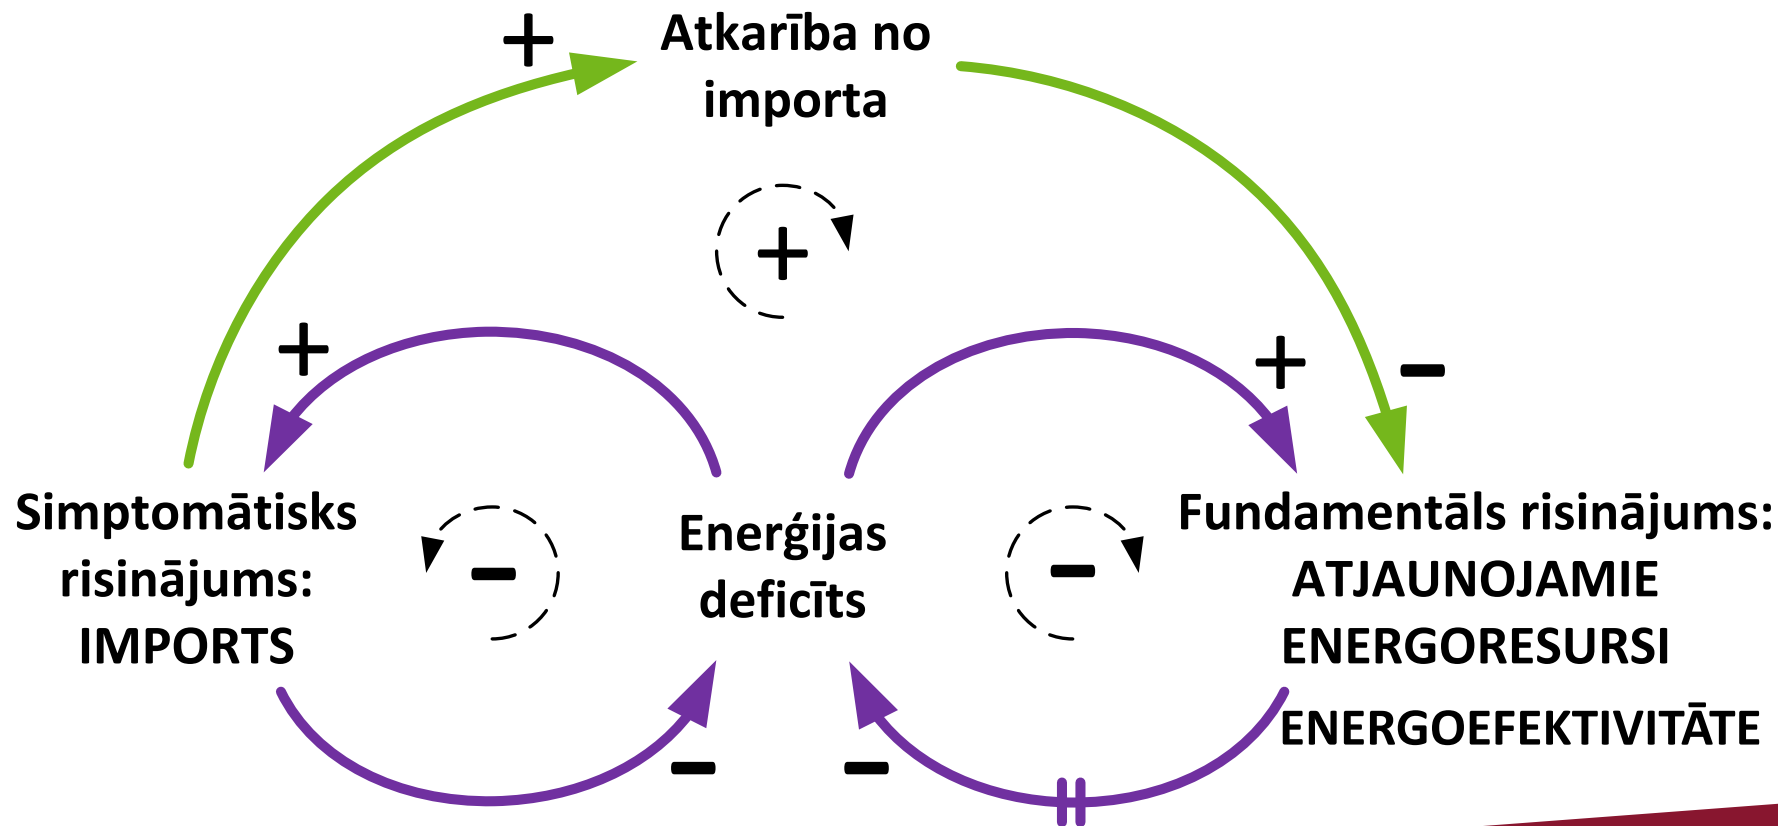 +
Atkarība no
importa
+
+
+
-
Simptomātisks
risinājums:
IMPORTS
-
Enerģijas
deficīts
-
Fundamentāls risinājums:
ATJAUNOJAMIE
ENERGORESURSI
ENERGOEFEKTIVITĀTE
-
-